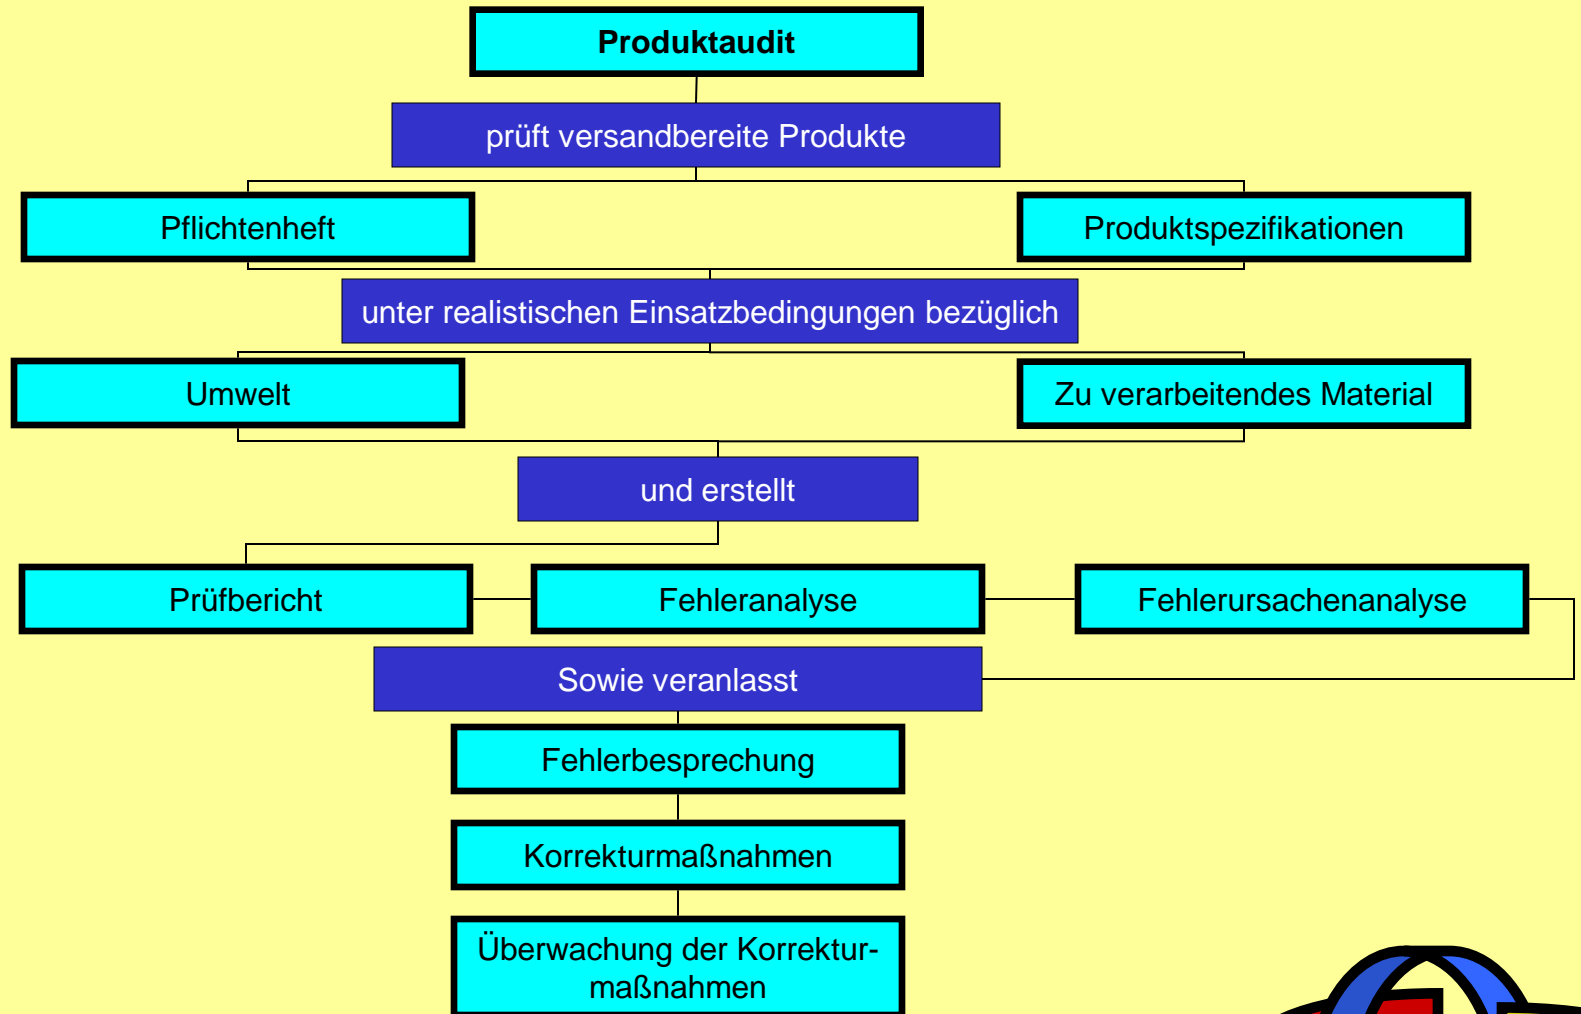 Produktaudit
prüft versandbereite Produkte
Pflichtenheft
Produktspezifikationen
unter realistischen Einsatzbedingungen bezüglich
Umwelt
Zu verarbeitendes Material
und erstellt
Prüfbericht
Fehleranalyse
Fehlerursachenanalyse
Sowie veranlasst
Fehlerbesprechung
Korrekturmaßnahmen
Überwachung der Korrektur-
maßnahmen